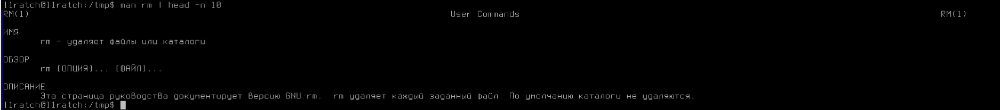 l1ratch@l1ratch:/tmp$ man rm | head -n 10
RM(1) User Commands RM(1)
ИМЯ
rm - удаляет файлы или каталоги
ОБЗОР
rm [ОПЦИЯ]... [ФАЙЛ]...
ОПИСАНИЕ
Эта страница руководства документирует версию GNU rm.  rm удаляет каждый заданный файл. По умолчанию каталоги не удаляются.
l1ratch@l1ratch:/tmp$